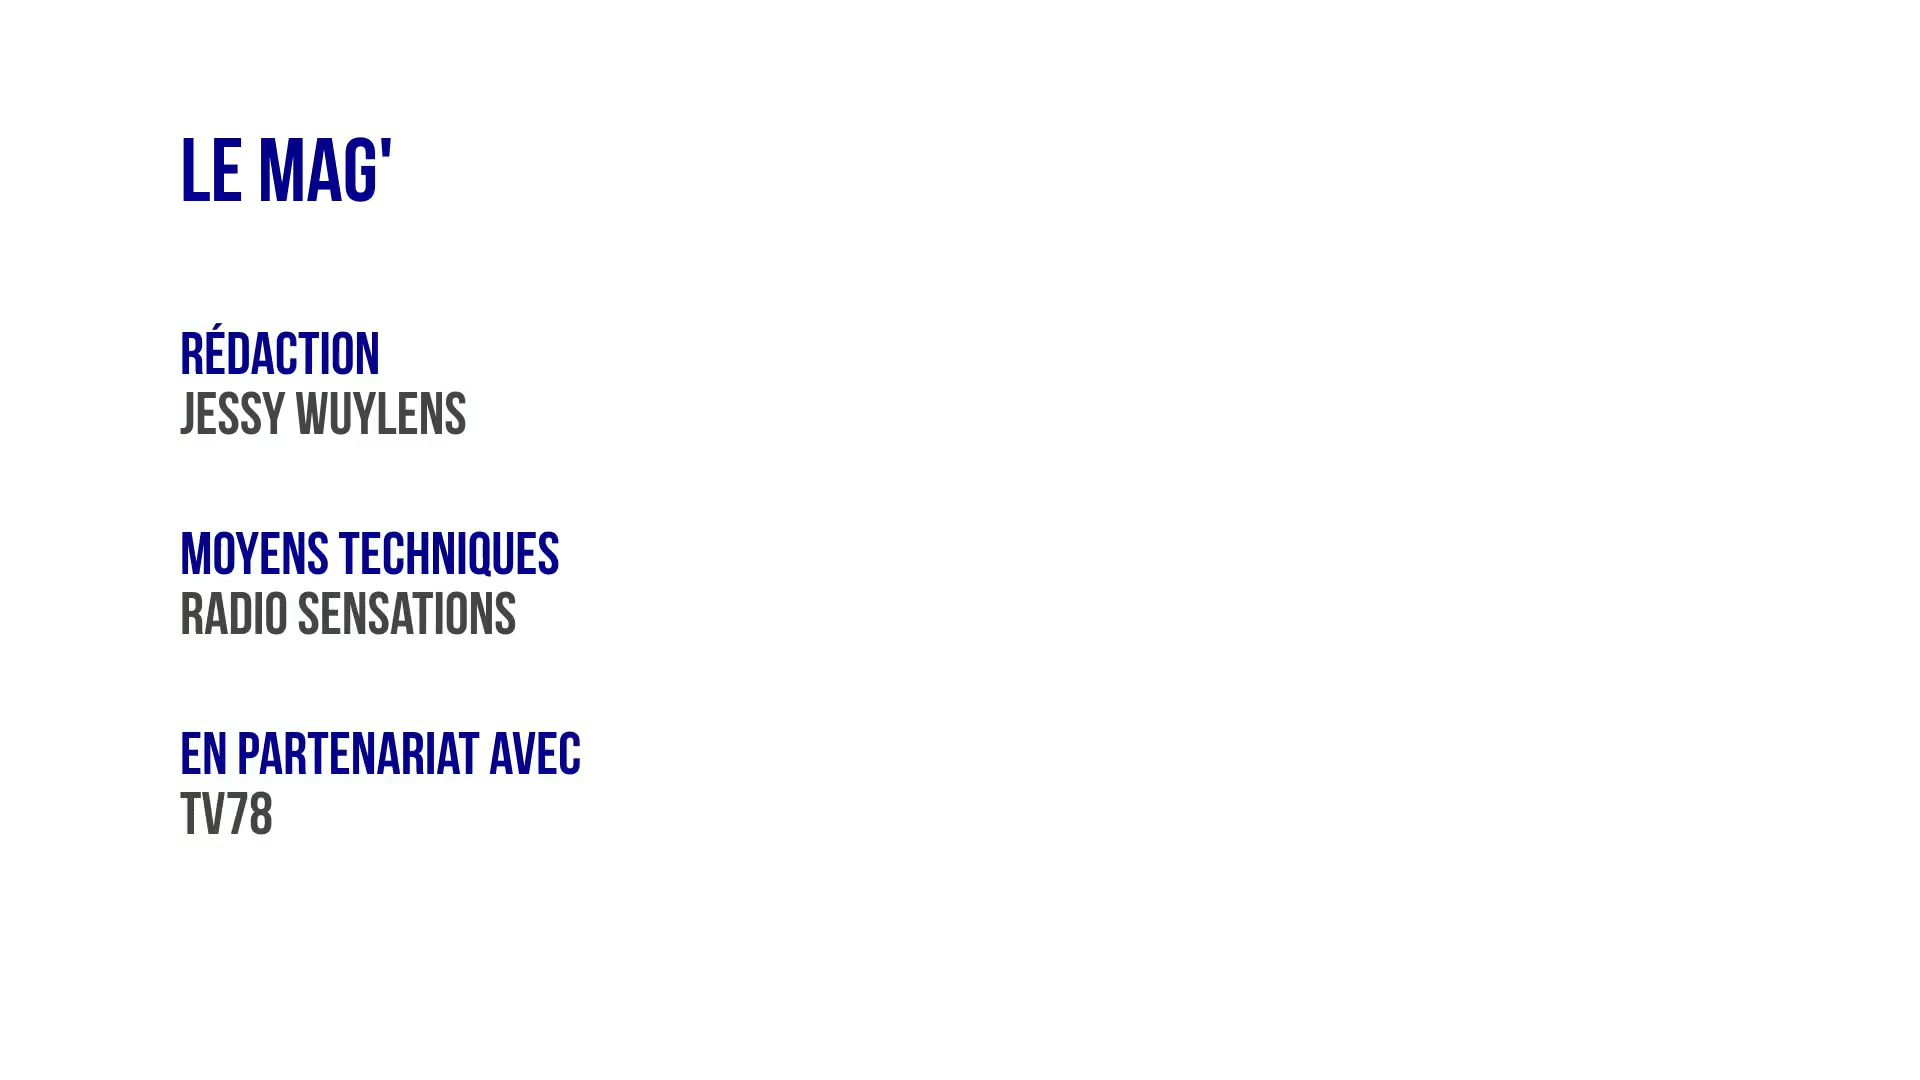 LE MAG'
RÉDACTION
JESSY WUYLENS
MOYENS TECHNIQUES
RADIO SENSATIONS
EN PARTENARIAT AVEC
TV78